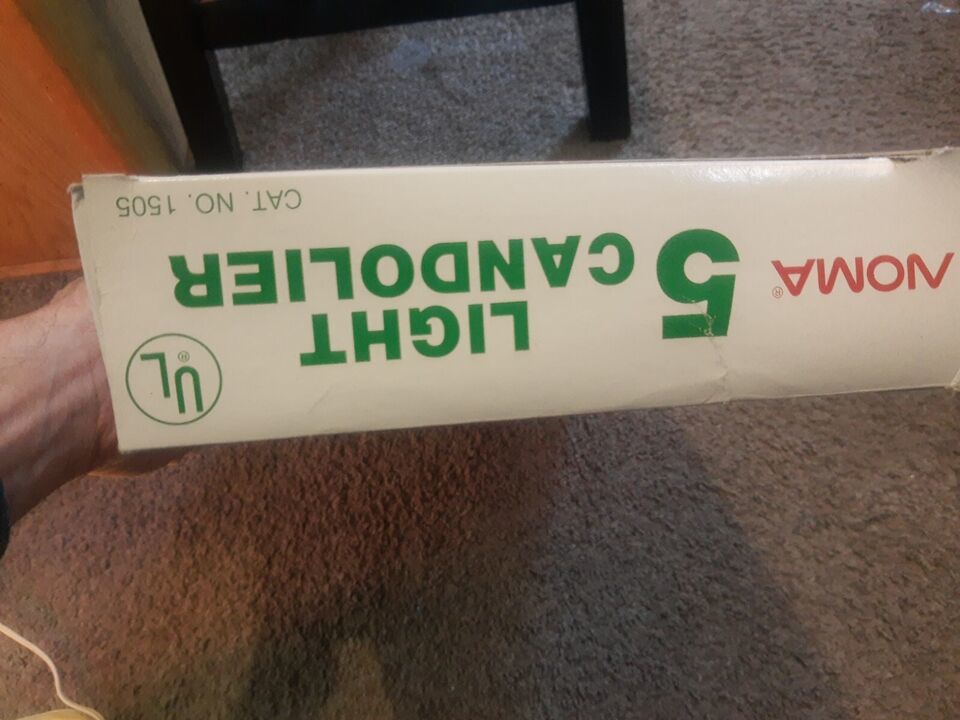 NOMA®
5 LIGHT
CANDOLIER
UL®
CAT. NO. 1505